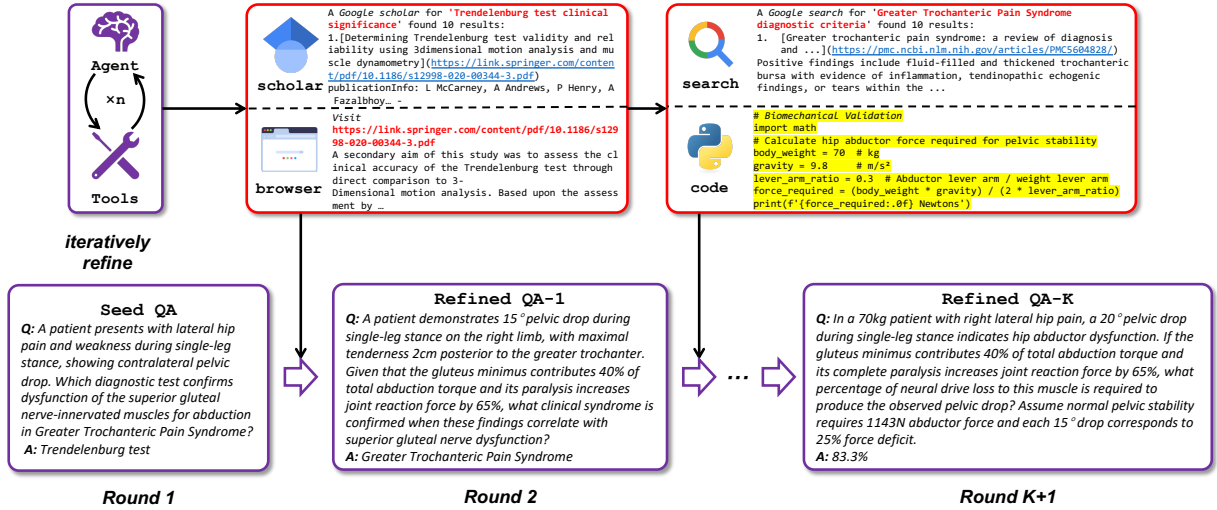 Agent
×n
Tools
iteratively
refine
scholar
A Google scholar for 'Trendelenburg test clinical
significance' found 10 results:
1.[Determining Trendelenburg test validity and rel
iability using 3dimensional motion analysis and mu
scle dynamometry](https://link.springer.com/conten
t/pdf/10.1186/s12998-020-00344-3.pdf)
publicationInfo: L McCarney, A Andrews, P Henry, A
Fazalbhoy… -
browser
Visit
https://link.springer.com/content/pdf/10.1186/s129
98-020-00344-3.pdf
A secondary aim of this study was to assess the cl
inical accuracy of the Trendelenburg test through
direct comparison to 3-
Dimensional motion analysis. Based upon the assess
ment by …
search
A Google search for 'Greater Trochanteric Pain Syndrome
diagnostic criteria' found 10 results:
1. [Greater trochanteric pain syndrome: a review of diagnosis
and ...](https://pmc.ncbi.nlm.nih.gov/articles/PMC5604828/)
Positive findings include fluid-filled and thickened trochanteric
bursa with evidence of inflammation, tendinopathic echogenic
findings, or tears within the ...
code
# Biomechanical Validation
import math
# Calculate hip abductor force required for pelvic stability
body_weight = 70 # kg
gravity = 9.8 # m/s²
lever_arm_ratio = 0.3 # Abductor lever arm / weight lever arm
force_required = (body_weight * gravity) / (2 * lever_arm_ratio)
print(f'{force_required:.0f} Newtons')
Seed QA
Q: A patient presents with lateral hip
pain and weakness during single-leg
stance, showing contralateral pelvic
drop. Which diagnostic test confirms
dysfunction of the superior gluteal
nerve-innervated muscles for abduction
in Greater Trochanteric Pain Syndrome?
A: Trendelenburg test
Round 1
Refined QA-1
Q: A patient demonstrates 15° pelvic drop during
single-leg stance on the right limb, with maximal
tenderness 2cm posterior to the greater trochanter.
Given that the gluteus minimus contributes 40% of
total abduction torque and its paralysis increases
joint reaction force by 65%, what clinical syndrome is
confirmed when these findings correlate with
superior gluteal nerve dysfunction?
A: Greater Trochanteric Pain Syndrome
Round 2
...
Refined QA-K
Q: In a 70kg patient with right lateral hip pain, a 20° pelvic drop
during single-leg stance indicates hip abductor dysfunction. If the
gluteus minimus contributes 40% of total abduction torque and
its complete paralysis increases joint reaction force by 65%, what
percentage of neural drive loss to this muscle is required to
produce the observed pelvic drop? Assume normal pelvic stability
requires 1143N abductor force and each 15° drop corresponds to
25% force deficit.
A: 83.3%
Round K+1